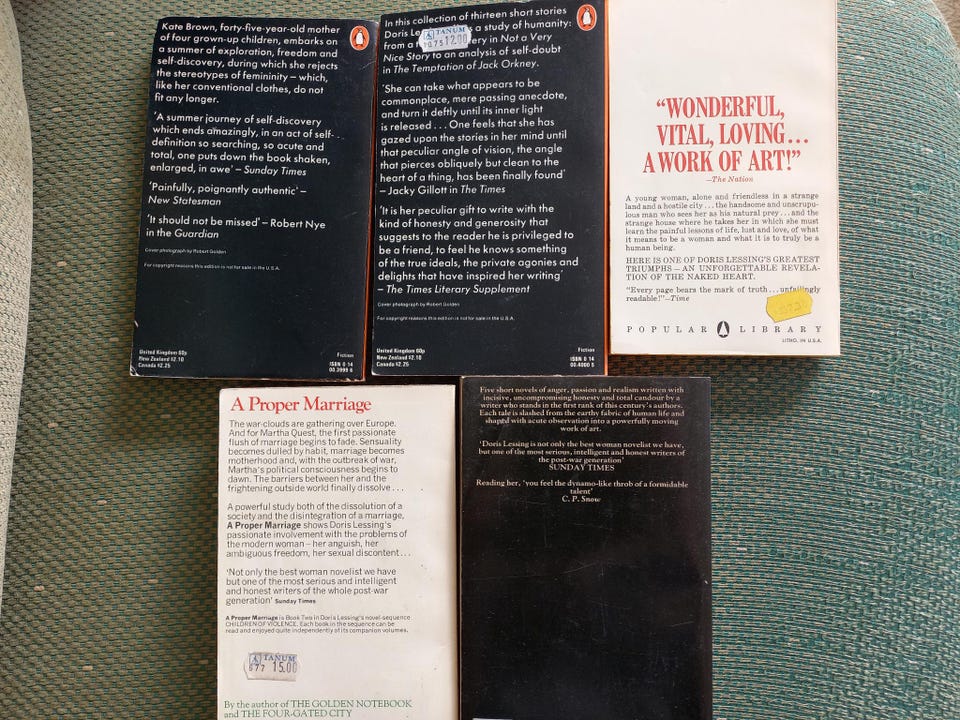 Kate Brown, forty-five-year-old mother
of four grown-up children, embarks on
a summer of exploration, freedom and
self-discovery, during which she rejects
the stereotypes of femininity – which,
like her conventional clothes, do not
fit any longer.
'A summer journey of self-discovery
which ends amazingly, in an act of self-
definition so searching, so acute and
total, one puts down the book shaken,
enlarged, in awe' – Sunday Times
'Painfully, poignantly authentic' –
New Statesman
'It should not be missed' – Robert Nye
in the Guardian
Cover photograph by Robert Golden
For copyright reasons this edition is not for sale in the U.S.A.
United Kingdom 60p
New Zealand $2.10
Canada $2.25
Fiction
ISBN 0 14
00.3999 6
In this collection of thirteen short stories
Doris a study of humanity:
from a in Not a Very
Nice Story to an analysis of self-doubt
in The Temptation of Jack Orkney.
TANUM
12.00
'She can take what appears to be
commonplace, mere passing anecdote,
and turn it deftly until its inner light
is released . . . One feels that she has
gazed upon the stories in her mind until
that peculiar angle of vision, the angle
that pierces obliquely but clean to the
heart of a thing, has been finally found'
– Jacky Gillott in The Times
'It is her peculiar gift to write with the
kind of honesty and generosity that
suggests to the reader he is privileged to
be a friend, to feel he knows something
of the true ideals, the private agonies and
delights that have inspired her writing'
– The Times Literary Supplement
Cover photograph by Robert Golden
For copyright reasons this edition is not for sale in the U.S.A.
United Kingdom 60p
New Zealand $2.10
Canada $2.25
Fiction
ISBN 0 14
00.4000 5
"WONDERFUL,
VITAL, LOVING...
A WORK OF ART!"
—The Nation
A young woman, alone and friendless in a strange
land and a hostile city . . . the handsome and unscrupu-
lous man who sees her as his natural prey . . . and the
strange house where he takes her in which she must
learn the painful lessons of life, lust and love, of what
it means to be a woman and what it is to truly be a
human being.
HERE IS ONE OF DORIS LESSING'S GREATEST
TRIUMPHS — AN UNFORGETTABLE REVELA-
TION OF THE NAKED HEART.
"Every page bears the mark of truth . . . unfailingly
readable!"—Time
POPULAR LIBRARY
LITHO. IN U.S.A.
A Proper Marriage
The war-clouds are gathering over Europe.
And for Martha Quest, the first passionate
flush of marriage begins to fade. Sensuality
becomes dulled by habit, marriage becomes
motherhood and, with the outbreak of war,
Martha's political consciousness begins to
dawn. The barriers between her and the
frightening outside world finally dissolve . . .
A powerful study both of the dissolution of a
society and the disintegration of a marriage,
A Proper Marriage shows Doris Lessing's
passionate involvement with the problems of
the modern woman – her anguish, her
ambiguous freedom, her sexual discontent . . .
'Not only the best woman novelist we have
but one of the most serious and intelligent
and honest writers of the whole post-war
generation' Sunday Times
A Proper Marriage is Book Two in Doris Lessing's novel-sequence
CHILDREN OF VIOLENCE. Each book in the sequence can be
read and enjoyed quite independently of its companion volumes.
TANUM
577 15.00
By the author of THE GOLDEN NOTEBOOK
and THE FOUR-GATED CITY
Five short novels of anger, passion and realism written with
incisive, uncompromising honesty and total candour by a
writer who stands in the first rank of this century's authors.
Each tale is slashed from the earthy fabric of human life and
shaped with acute observation into a powerfully moving
work of art.
'Doris Lessing is not only the best woman novelist we have,
but one of the most serious, intelligent and honest writers of
the post-war generation'
SUNDAY TIMES
Reading her, 'you feel the dynamo-like throb of a formidable
talent'
C. P. Snow